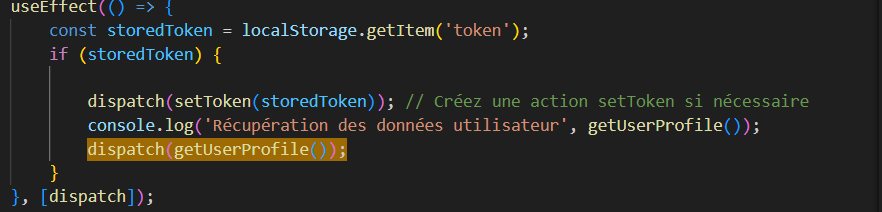 useEffect(() => {
const storedToken = localStorage.getItem('token');
if (storedToken) {
dispatch(setToken(storedToken)); // Créez une action setToken si nécessaire
console.log('Récupération des données utilisateur', getUserProfile());
dispatch(getUserProfile());
}
}, [dispatch]);